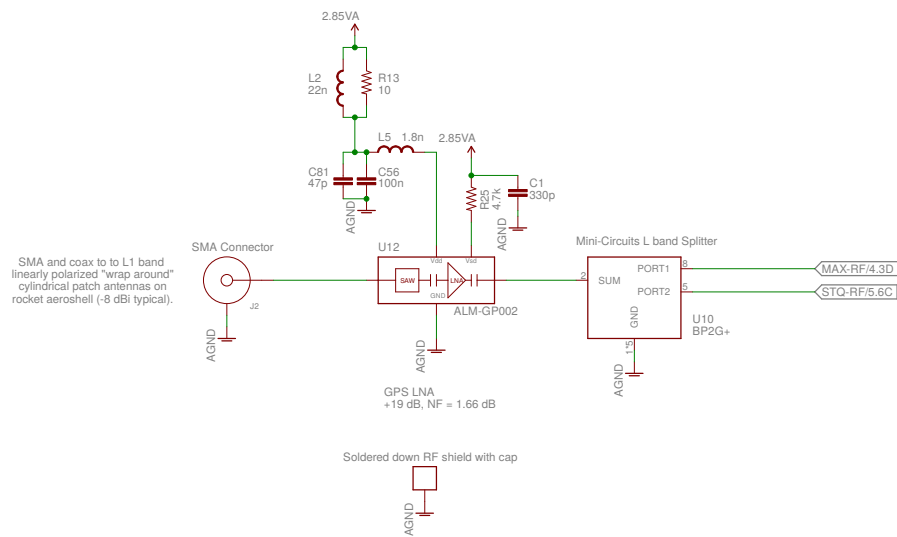 2.85VA
L2
22n
R13
10
L5 1.8n
2.85VA
C81
47p
C56
100n
AGND
R25
4.7k
C1
330p
AGND
SMA and coax to to L1 band
linearly polarized "wrap around"
cylindrical patch antennas on
rocket aeroshell (-8 dBi typical).
SMA Connector
J2
AGND
U12
Vdd
Vsd
SAW
LNA
GND
ALM-GP002
AGND
GPS LNA
+19 dB, NF = 1.66 dB
Mini-Circuits L band Splitter
2
SUM
PORT1
8
PORT2
5
GND
1*5
U10
BP2G+
AGND
MAX-RF/4.3D
STQ-RF/5.6C
Soldered down RF shield with cap
AGND